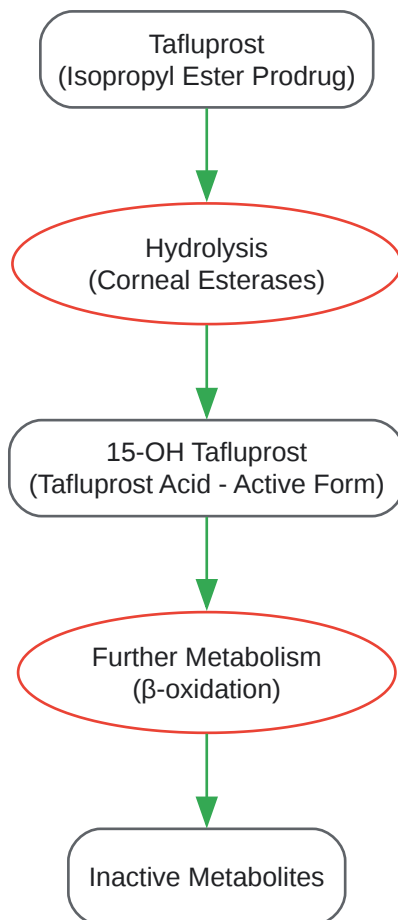 Tafluprost
(Isopropyl Ester Prodrug)
Hydrolysis
(Corneal Esterases)
15-OH Tafluprost
(Tafluprost Acid - Active Form)
Further Metabolism
(β-oxidation)
Inactive Metabolites